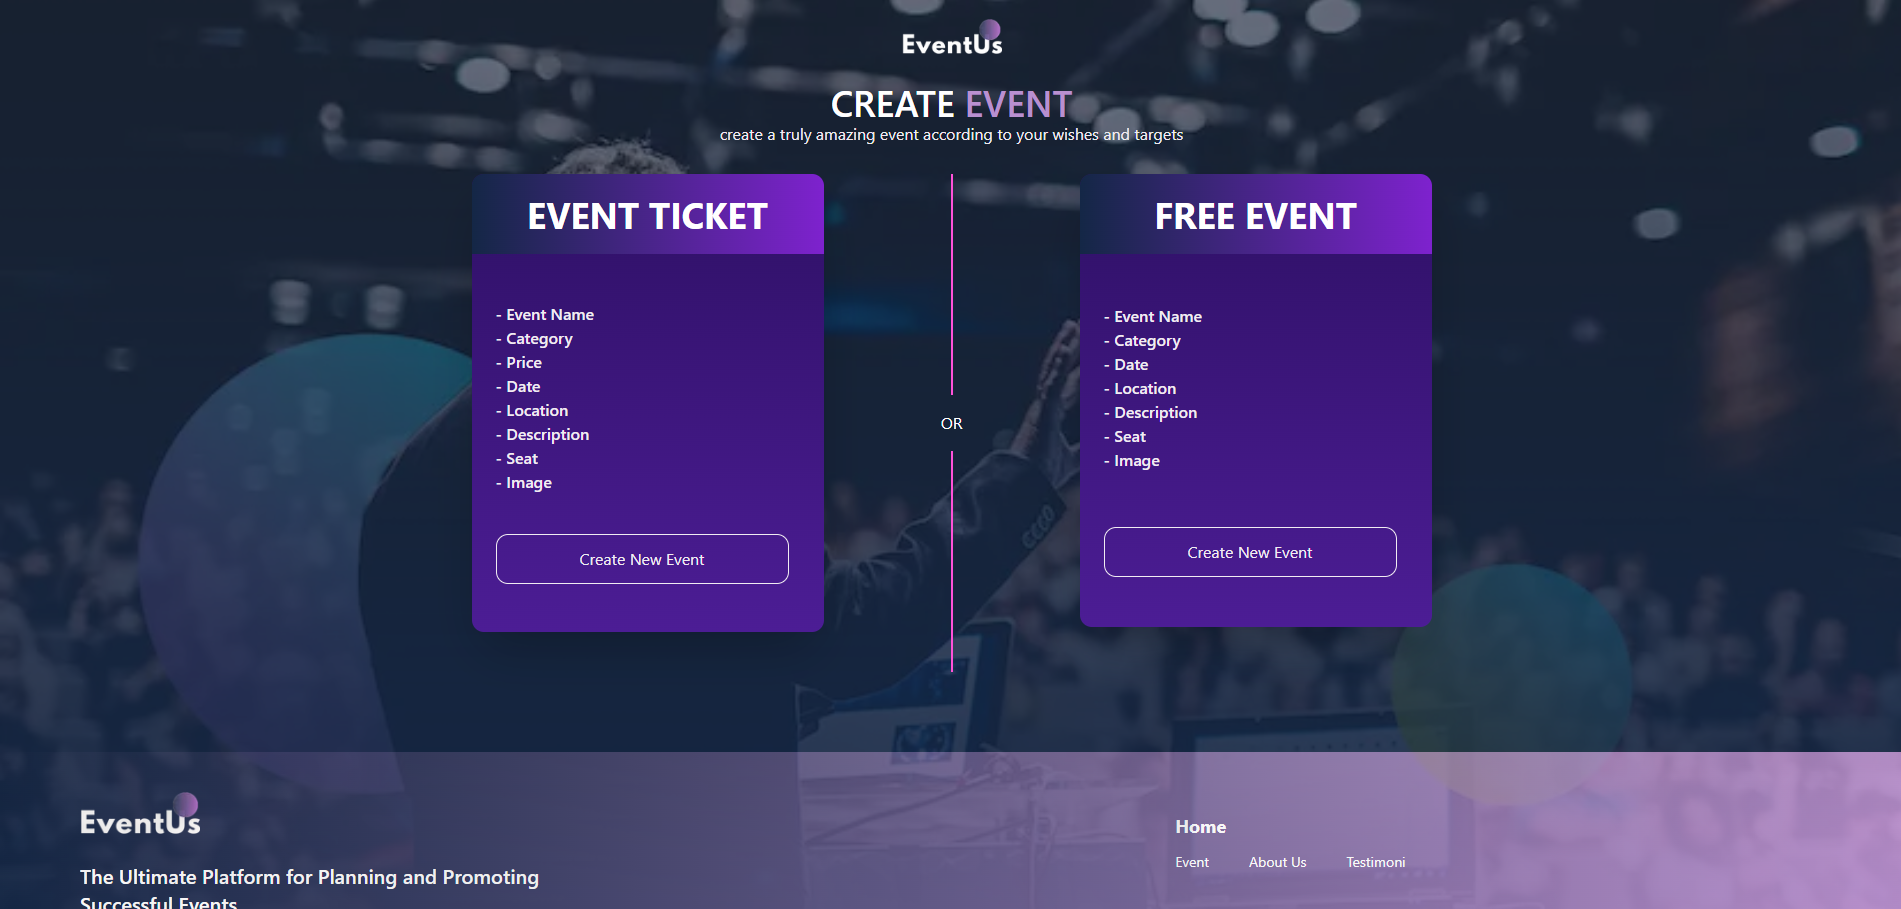 EventUs
CREATE EVENT
create a truly amazing event according to your wishes and targets
EVENT TICKET
- Event Name
- Category
- Price
- Date
- Location
- Description
- Seat
- Image
Create New Event
OR
FREE EVENT
- Event Name
- Category
- Date
- Location
- Description
- Seat
- Image
Create New Event
EventUs
The Ultimate Platform for Planning and Promoting
Successful Events
Home
Event About Us Testimoni